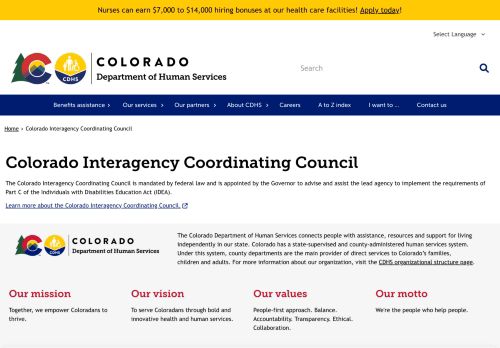 Nurses can earn $7,000 to $14,000 hiring bonuses at our health care facilities! Apply today!
Select Language
COLORADO
Department of Human Services
CDHS
Search
Benefits assistance
Our services
Our partners
About CDHS
Careers
A to Z index
I want to ...
Contact us
Home › Colorado Interagency Coordinating Council
Colorado Interagency Coordinating Council
The Colorado Interagency Coordinating Council is mandated by federal law and is appointed by the Governor to advise and assist the lead agency to implement the requirements of
Part C of the Individuals with Disabilities Education Act (IDEA).
Learn more about the Colorado Interagency Coordinating Council.
COLORADO
Department of Human Services
The Colorado Department of Human Services connects people with assistance, resources and support for living
independently in our state. Colorado has a state-supervised and county-administered human services system.
Under this system, county departments are the main provider of direct services to Colorado's families,
children and adults. For more information about our organization, visit the CDHS organizational structure page.
Our mission
Together, we empower Coloradans to
thrive.
Our vision
To serve Coloradans through bold and
innovative health and human services.
Our values
People-first approach. Balance.
Accountability. Transparency. Ethical.
Collaboration.
Our motto
We're the people who help people.